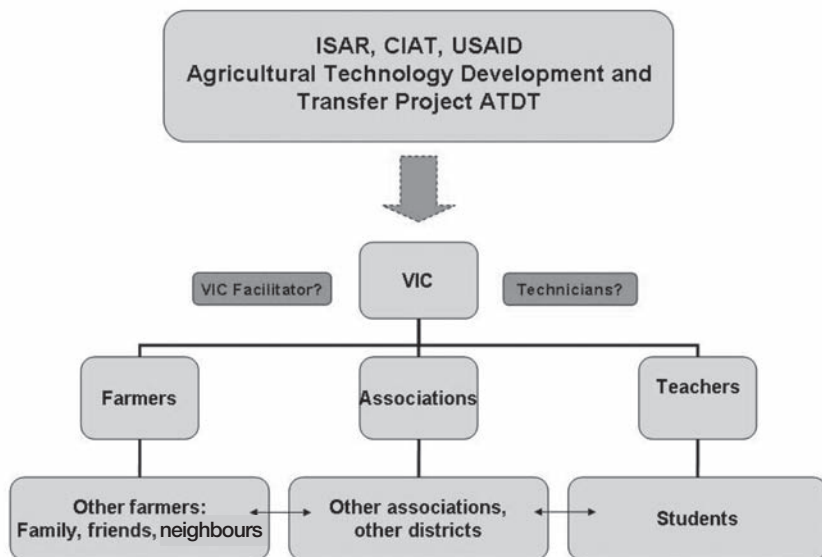 ISAR, CIAT, USAID
Agricultural Technology Development and
Transfer Project ATDT
VIC Facilitator?
VIC
Technicians?
Farmers
Associations
Teachers
Other farmers:
Family, friends, neighbours
Other associations,
other districts
Students